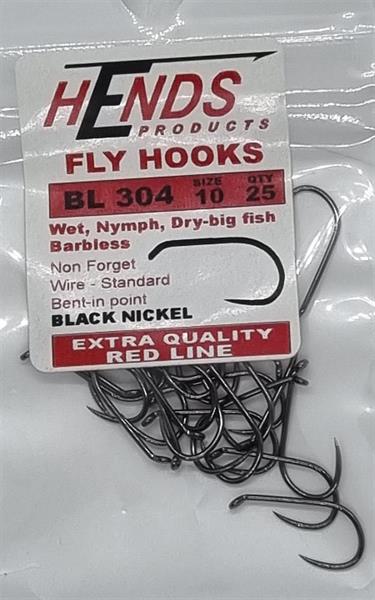 HENDS
PRODUCTS
FLY HOOKS
BL 304 SIZE 10 QTY 25
Wet, Nymph, Dry-big fish
Barbless
Non Forget
Wire - Standard
Bent-in point
BLACK NICKEL
EXTRA QUALITY
RED LINE